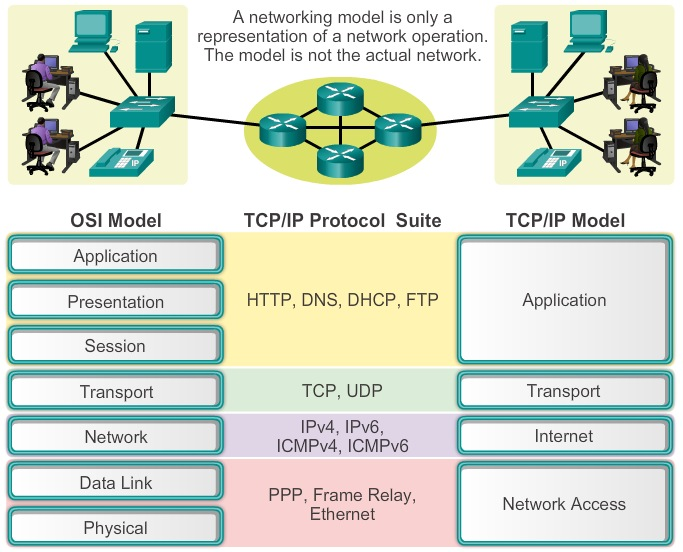 A networking model is only a
representation of a network operation.
The model is not the actual network.
IP
IP
OSI Model
TCP/IP Protocol Suite
TCP/IP Model
Application
Presentation
Session
HTTP, DNS, DHCP, FTP
Application
Transport
TCP, UDP
Transport
Network
IPv4, IPv6,
ICMPv4, ICMPv6
Internet
Data Link
Physical
PPP, Frame Relay,
Ethernet
Network Access